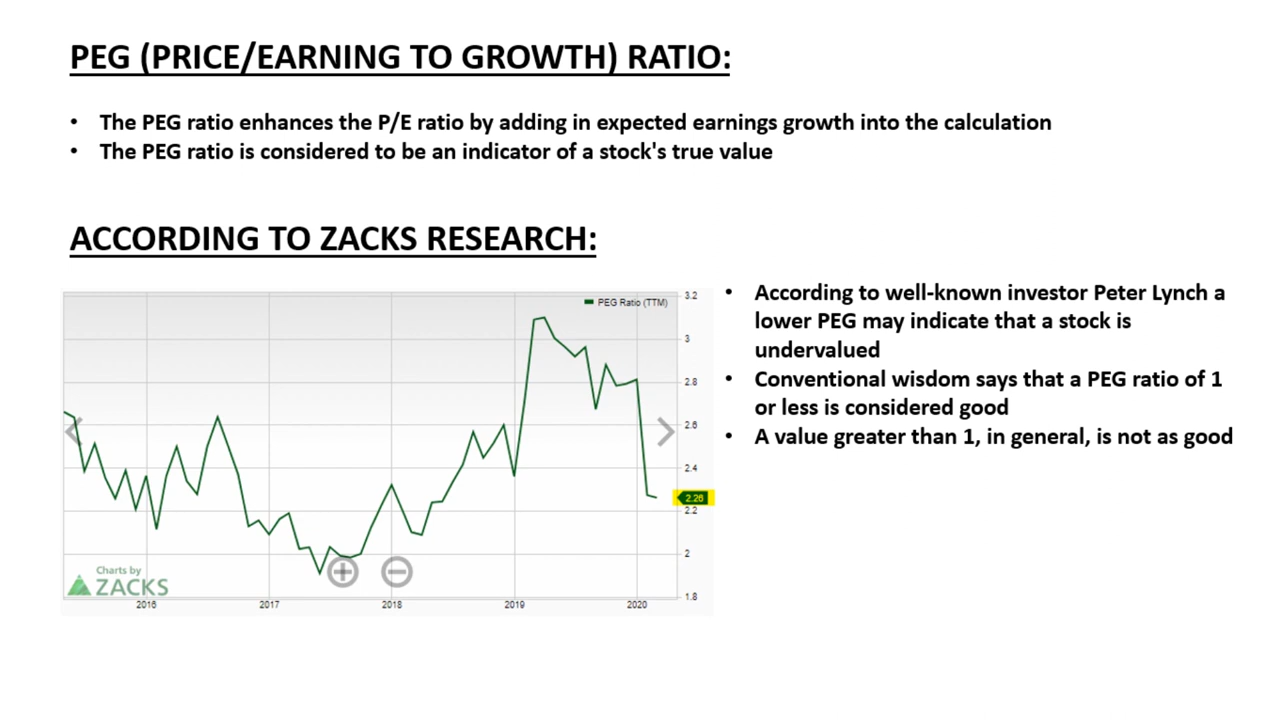 PEG (PRICE/EARNING TO GROWTH) RATIO:
• The PEG ratio enhances the P/E ratio by adding in expected earnings growth into the calculation
• The PEG ratio is considered to be an indicator of a stock's true value
ACCORDING TO ZACKS RESEARCH:
PEG Ratio (TTM)
3.2
3
2.8
2.6
2.4
2.26
2.2
2
1.8
Charts by
ZACKS
2016
2017
2018
2019
2020
• According to well-known investor Peter Lynch a
lower PEG may indicate that a stock is
undervalued
• Conventional wisdom says that a PEG ratio of 1
or less is considered good
• A value greater than 1, in general, is not as good